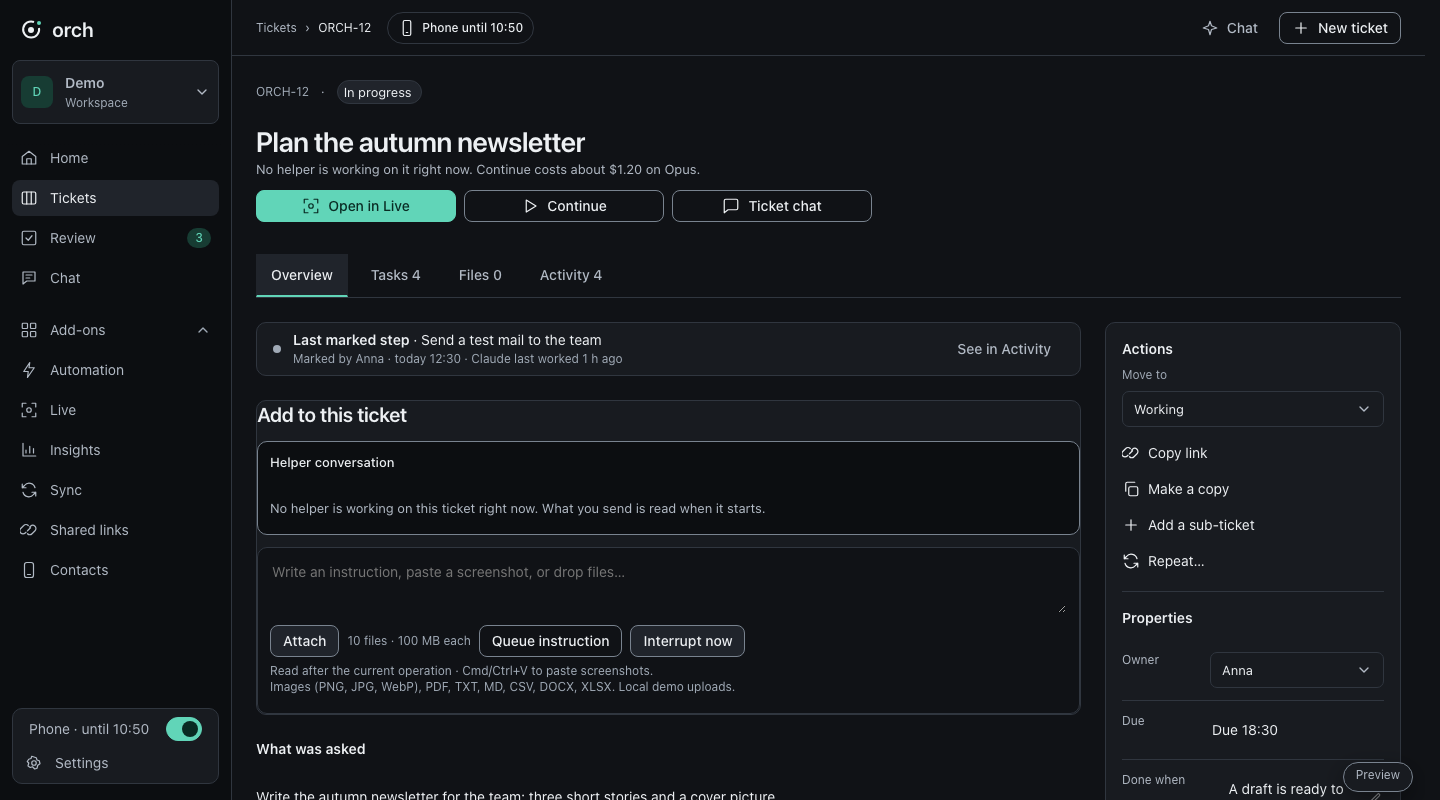 orch
Demo
Workspace
D
Home
Tickets
Review
3
Chat
Add-ons
Automation
Live
Insights
Sync
Shared links
Contacts
Phone · until 10:50
Settings
Tickets › ORCH-12
Phone until 10:50
Chat
New ticket
ORCH-12 · In progress
Plan the autumn newsletter
No helper is working on it right now. Continue costs about $1.20 on Opus.
Open in Live
Continue
Ticket chat
Overview
Tasks 4
Files 0
Activity 4
Last marked step · Send a test mail to the team
Marked by Anna · today 12:30 · Claude last worked 1 h ago
See in Activity
Add to this ticket
Helper conversation
No helper is working on this ticket right now. What you send is read when it starts.
Write an instruction, paste a screenshot, or drop files...
Attach
10 files · 100 MB each
Queue instruction
Interrupt now
Read after the current operation · Cmd/Ctrl+V to paste screenshots.
Images (PNG, JPG, WebP), PDF, TXT, MD, CSV, DOCX, XLSX. Local demo uploads.
What was asked
Write the autumn newsletter for the team: three short stories and a cover picture
Actions
Move to
Working
Copy link
Make a copy
Add a sub-ticket
Repeat...
Properties
Owner
Anna
Due
Due 18:30
Done when
A draft is ready to
Preview